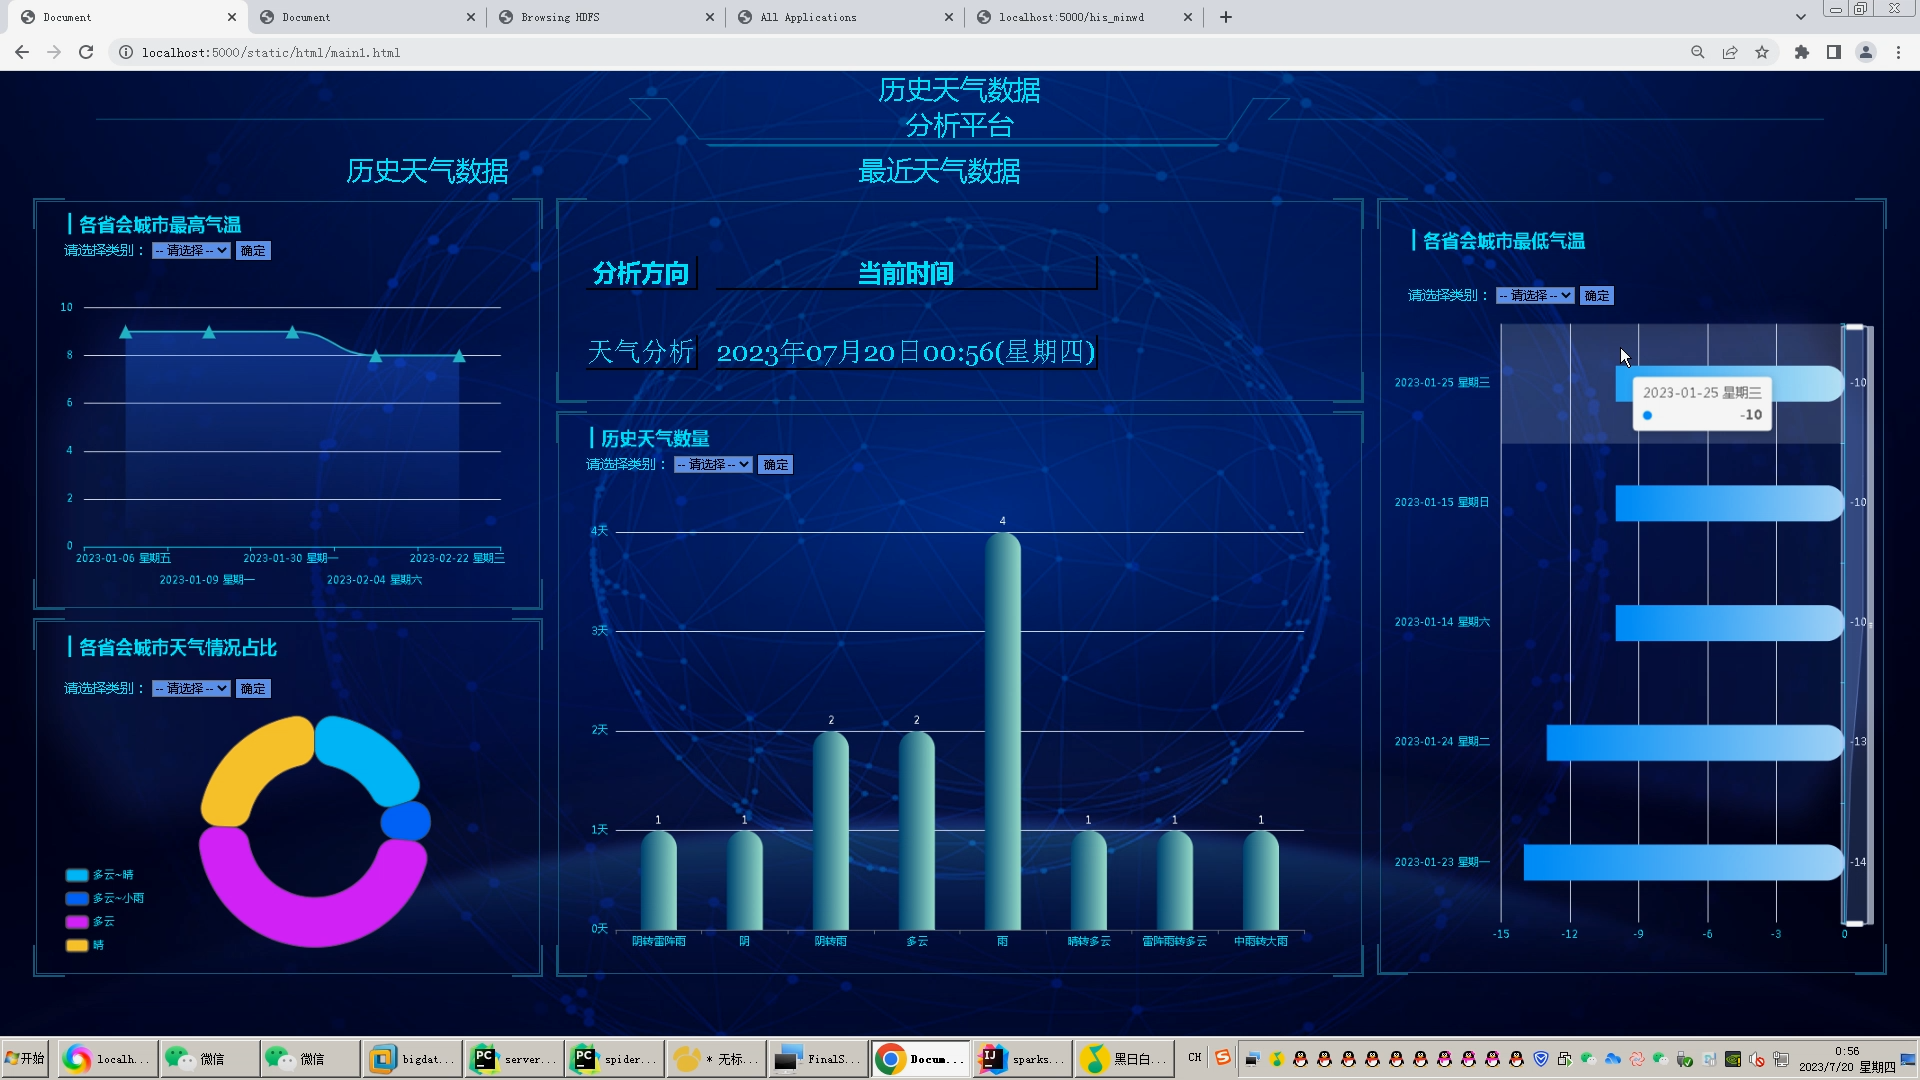 Document
Document
Browsing HDFS
All Applications
localhost:5000/his_minwd
localhost:5000/static/html/main1.html
历史天气数据
分析平台
历史天气数据
最近天气数据
各省会城市最高气温
请选择类别： -- 请选择 -- 确定
10
8
6
4
2
0
2023-01-06 星期五
2023-01-30 星期一
2023-02-22 星期三
2023-01-09 星期一
2023-02-04 星期六
各省会城市天气情况占比
请选择类别： -- 请选择 -- 确定
多云~晴
多云~小雨
多云
晴
分析方向 当前时间
天气分析 2023年07月20日00:56(星期四)
历史天气数量
请选择类别： -- 请选择 -- 确定
4天
3天
2天
1天
0天
1
1
2
2
4
1
1
1
阴转雷阵雨
阴
阴转雨
多云
雨
晴转多云
雷阵雨转多云
中雨转大雨
各省会城市最低气温
请选择类别： -- 请选择 -- 确定
2023-01-25 星期三
-10
2023-01-25 星期三
-10
2023-01-15 星期日
-10
2023-01-14 星期六
-10
2023-01-24 星期二
-13
2023-01-23 星期一
-14
-15
-12
-9
-6
-3
0
开始
localh...
微信
微信
bigdat...
server...
spider...
* 无标...
FinalS...
Docum...
sparks...
黑日白...
CH
0:56
2023/7/20 星期四